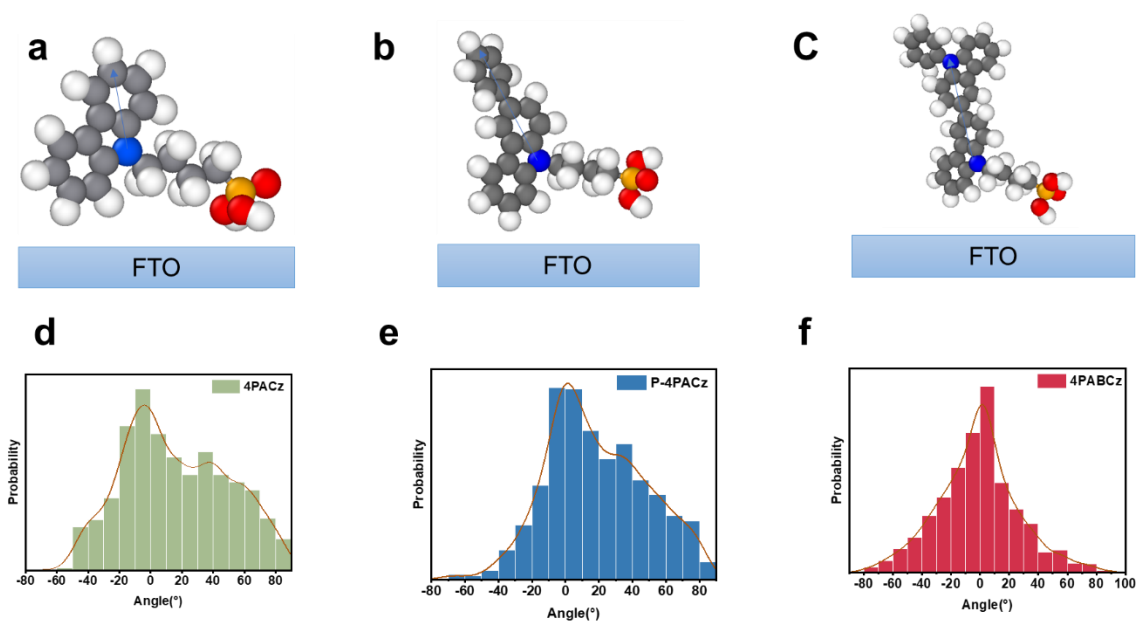 a
b
C
FTO
FTO
FTO
d
e
f
4PACz
P-4PACz
4PABCz
Probability
Probability
Probability
-80 -60 -40 -20 0 20 40 60 80
-80 -60 -40 -20 0 20 40 60 80
-80 -60 -40 -20 0 20 40 60 80 100
Angle(°)
Angle(°)
Angle(°)